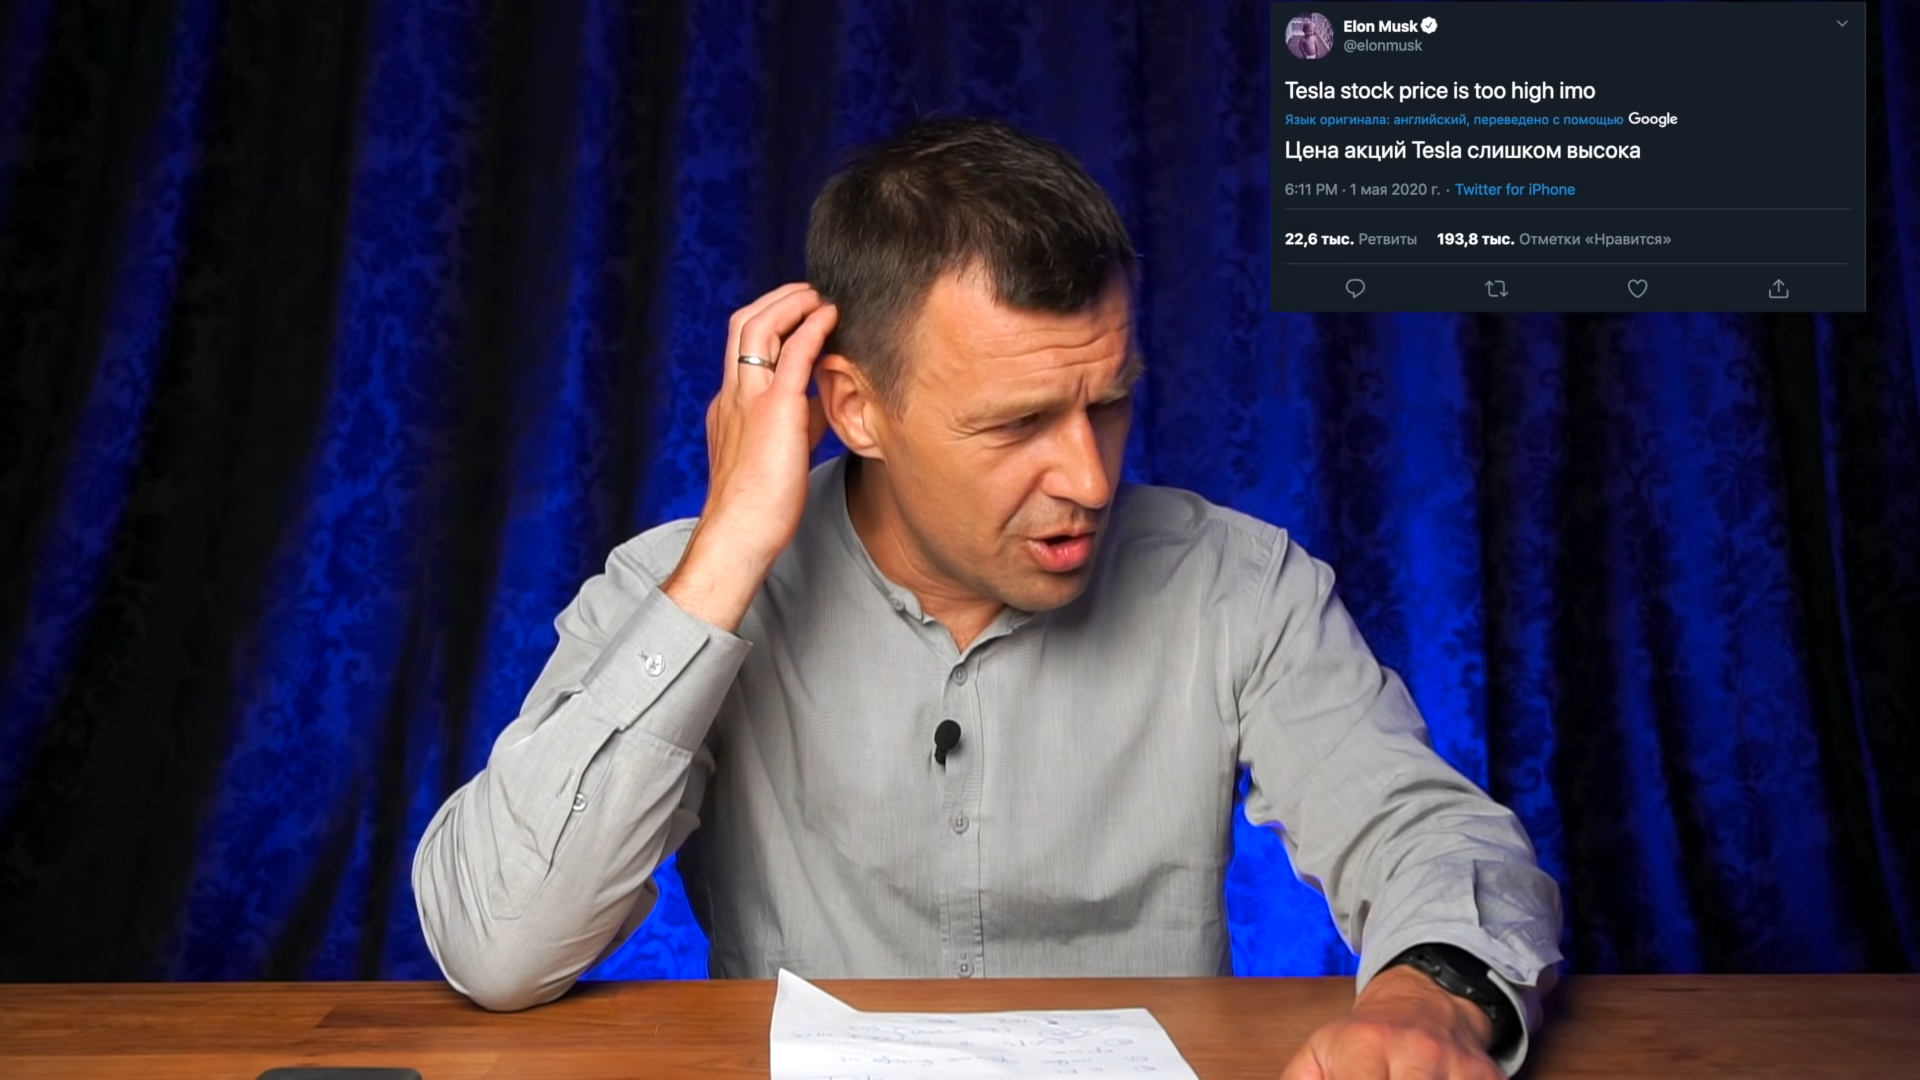 Elon Musk
@elonmusk
Tesla stock price is too high imo
Язык оригинала: английский, переведено с помощью Google
Цена акций Tesla слишком высока
6:11 PM · 1 мая 2020 г. · Twitter for iPhone
22,6 тыс. Ретвиты 193,8 тыс. Отметки «Нравится»